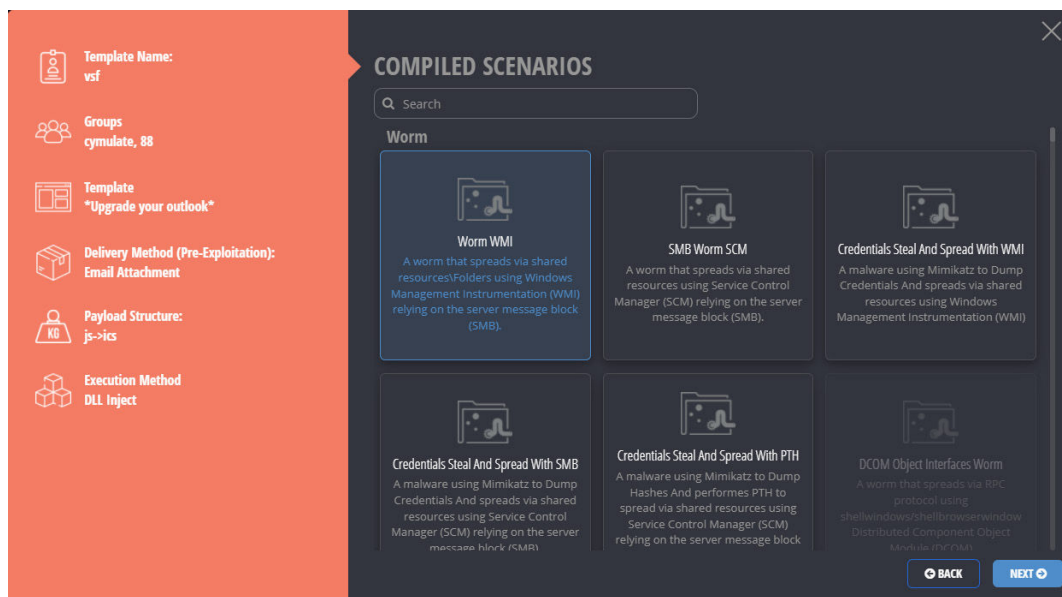 Template Name:
vsf
Groups
cymulate, 88
Template
*Upgrade your outlook*
Delivery Method (Pre-Exploitation):
Email Attachment
KG
Payload Structure:
js->ics
Execution Method
DLL Inject
COMPILED SCENARIOS
Search
Worm
Worm WMI
A worm that spreads via shared
resources\Folders using Windows
Management Instrumentation (WMI)
relying on the server message block
(SMB).
SMB Worm SCM
A worm that spreads via shared
resources using Service Control
Manager (SCM) relying on the server
message block (SMB).
Credentials Steal And Spread With WMI
A malware using Mimikatz to Dump
Credentials And spreads via shared
resources using Windows
Management Instrumentation (WMI)
Credentials Steal And Spread With SMB
A malware using Mimikatz to Dump
Credentials And spreads via shared
resources using Service Control
Manager (SCM) relying on the server
message block (SMB)
Credentials Steal And Spread With PTH
A malware using Mimikatz to Dump
Hashes And performes PTH to
spread via shared resources using
Service Control Manager (SCM)
relying on the server message block
DCOM Object Interfaces Worm
A worm that spreads via RPC
protocol using
shellwindows/shellbrowserwindow
Distributed Component Object
Module (DCOM)
BACK
NEXT